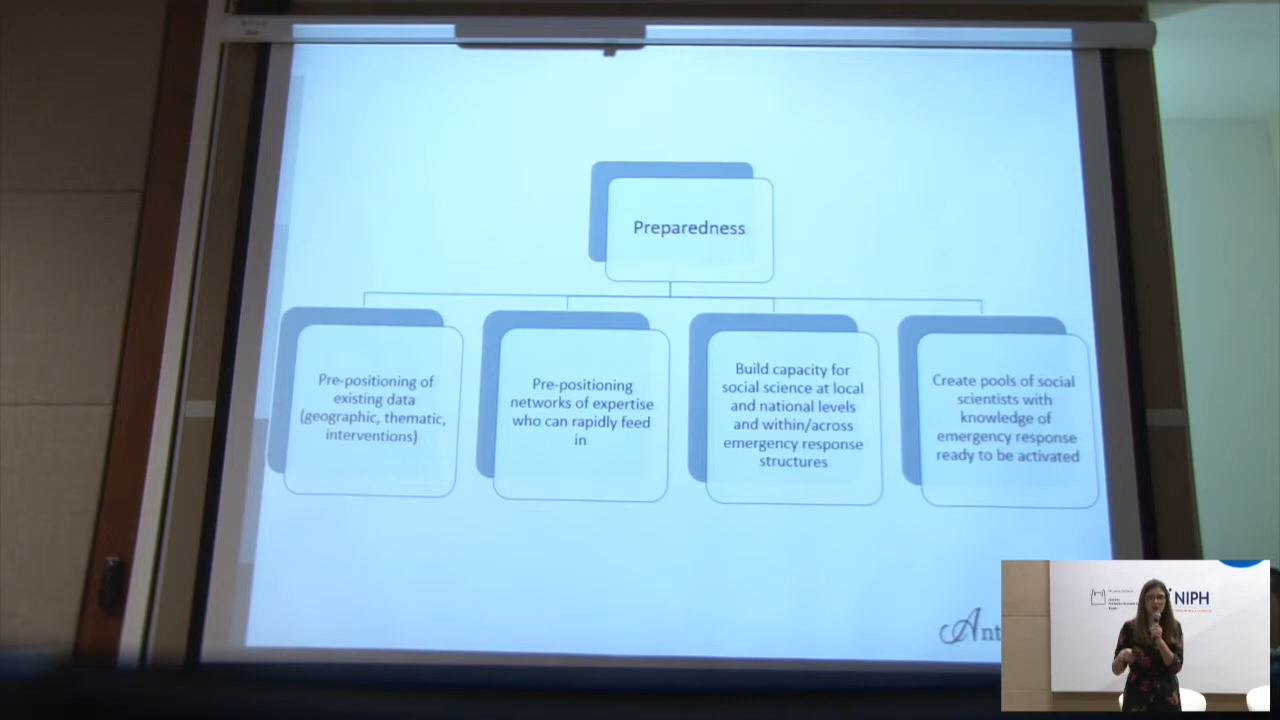 Preparedness
Pre-positioning of
existing data
(geographic, thematic,
interventions)
Pre-positioning
networks of expertise
who can rapidly feed
in
Build capacity for
social science at local
and national levels
and within/across
emergency response
structures
Create pools of social
scientists with
knowledge of
emergency response
ready to be activated
Ant
NIPH